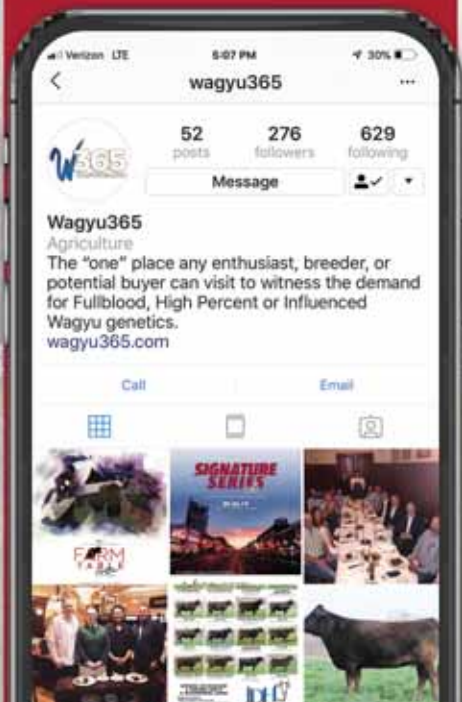 Verizon LTE 5:07 PM 30%
wagyu365
52 276 629
posts followers following
Message
W365
Wagyu365
Agriculture
The “one” place any enthusiast, breeder, or
potential buyer can visit to witness the demand
for Fullblood, High Percent or Influenced
Wagyu genetics.
wagyu365.com
Call Email
SIGNATURE
SERIES
FARM
TABLE